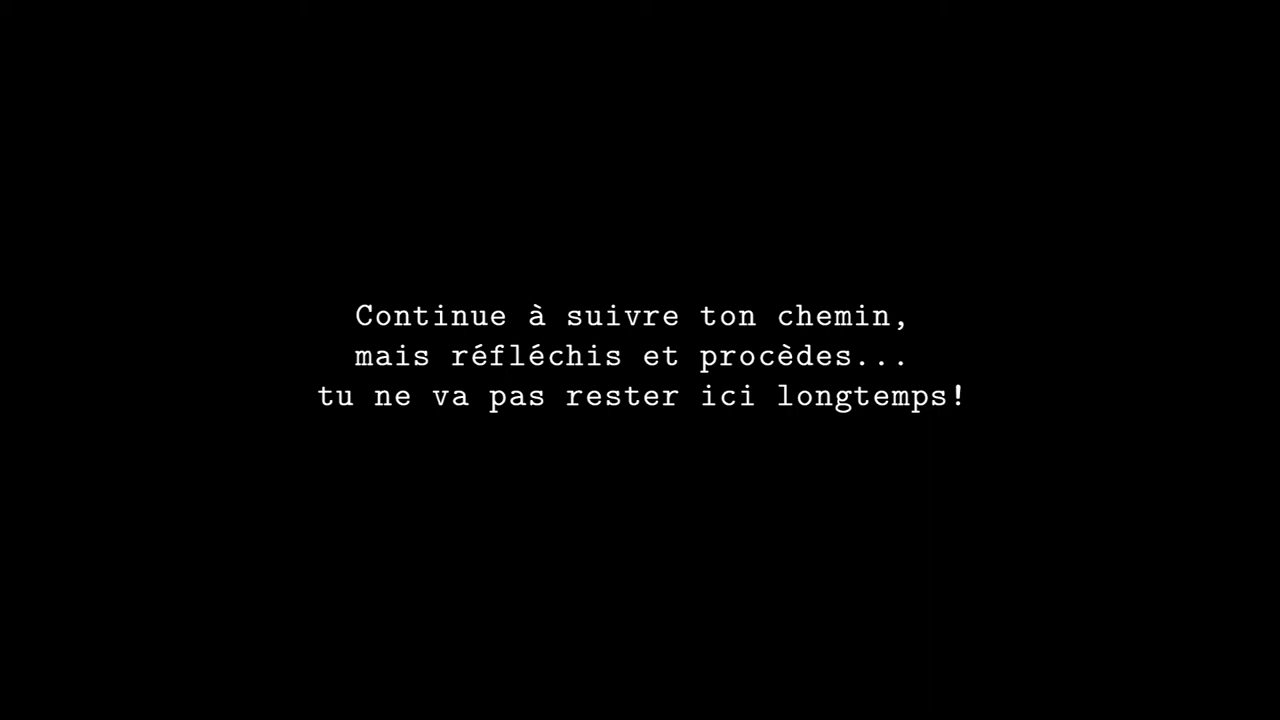 Continue à suivre ton chemin,
mais réfléchis et procèdes...
tu ne va pas rester ici longtemps!